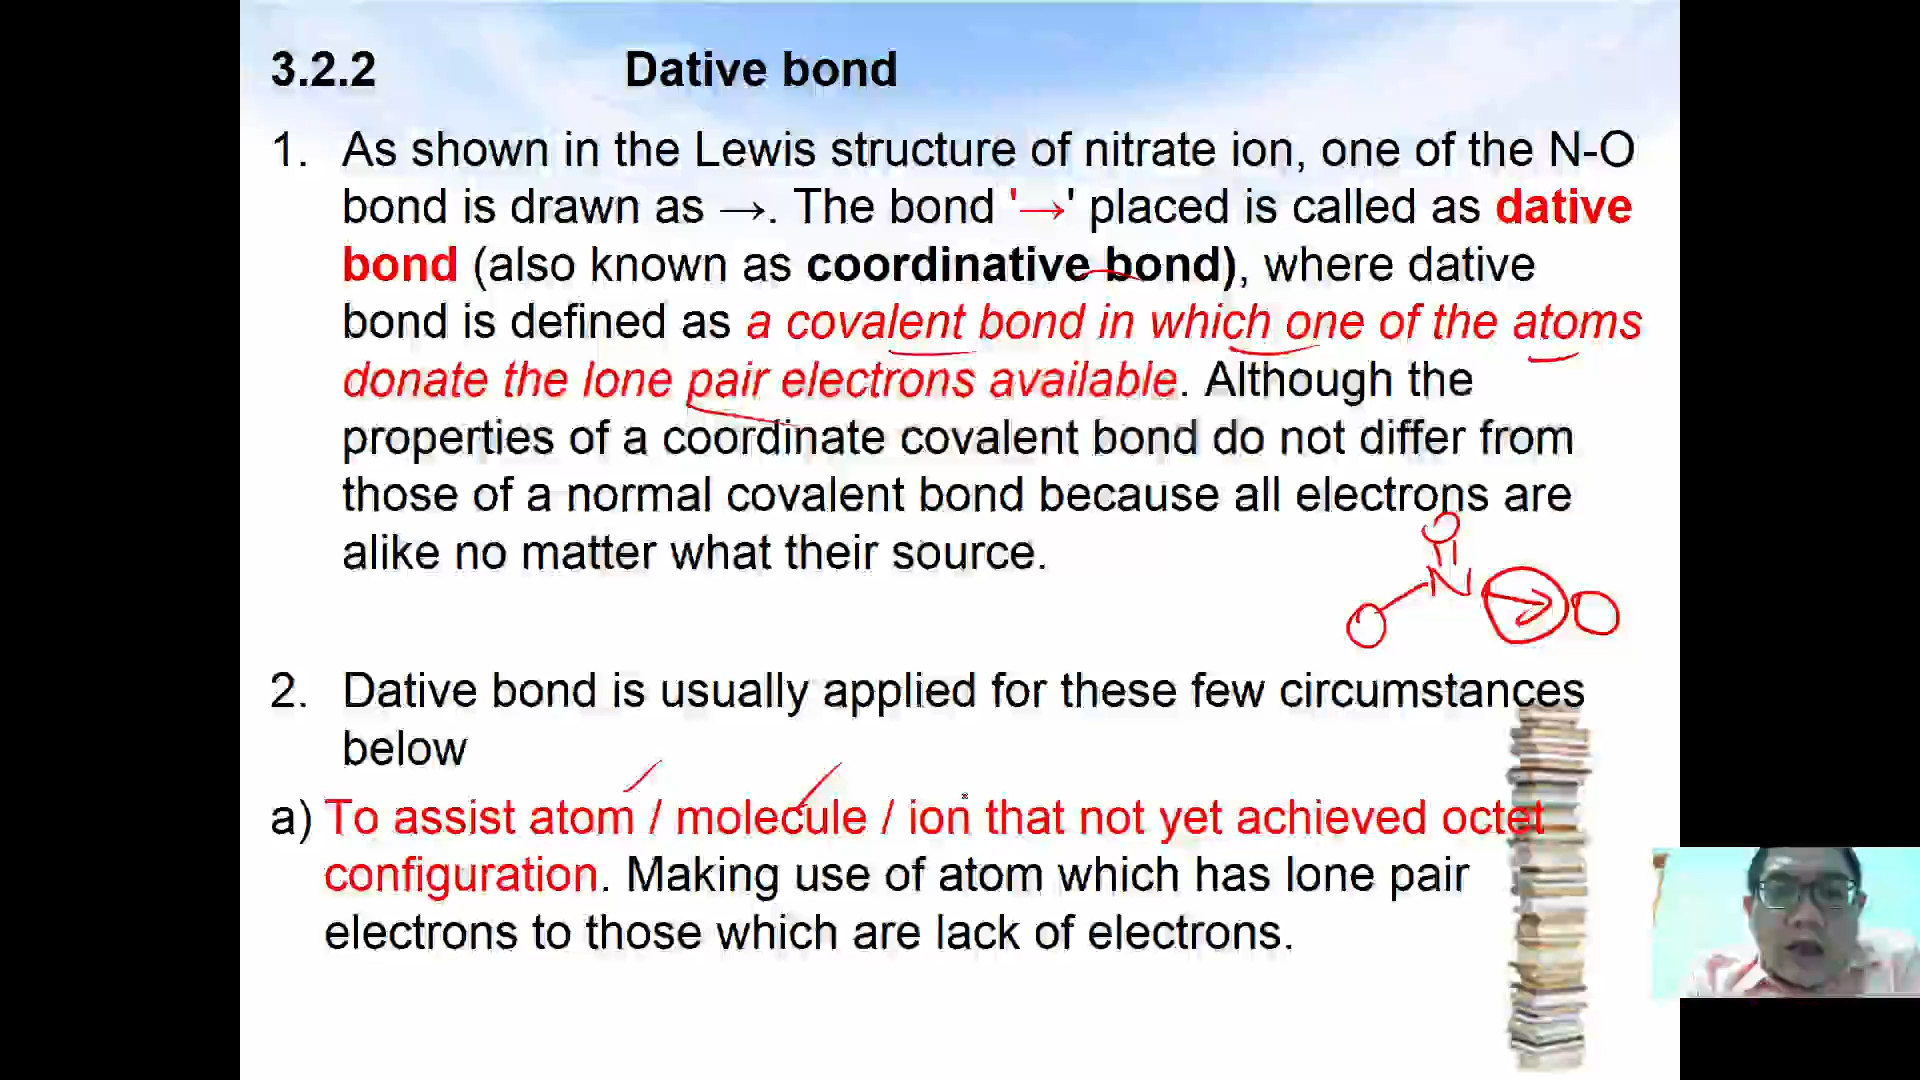 3.2.2 Dative bond
1. As shown in the Lewis structure of nitrate ion, one of the N-O
bond is drawn as →. The bond '→' placed is called as dative
bond (also known as coordinative bond), where dative
bond is defined as a covalent bond in which one of the atoms
donate the lone pair electrons available. Although the
properties of a coordinate covalent bond do not differ from
those of a normal covalent bond because all electrons are
alike no matter what their source.
O
N → O
O
2. Dative bond is usually applied for these few circumstances
below
a) To assist atom / molecule / ion that not yet achieved octet
configuration. Making use of atom which has lone pair
electrons to those which are lack of electrons.